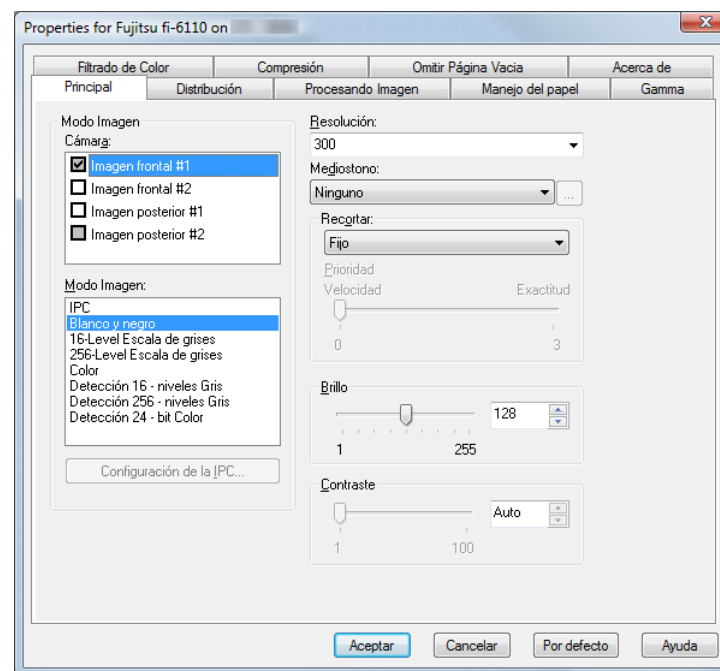 Properties for Fujitsu fi-6110 on
Filtrado de Color
Compresión
Omitir Página Vacia
Acerca de
Principal
Distribución
Procesando Imagen
Manejo del papel
Gamma
Modo Imagen
Cámara:
Imagen frontal #1
Imagen frontal #2
Imagen posterior #1
Imagen posterior #2
Modo Imagen:
IPC
Blanco y negro
16-Level Escala de grises
256-Level Escala de grises
Color
Detección 16 - niveles Gris
Detección 256 - niveles Gris
Detección 24 - bit Color
Configuración de la IPC...
Resolución:
300
Mediostono:
Ninguno
...
Recortar:
Fijo
Prioridad
Velocidad Exactitud
0 3
Brillo
128
1 255
Contraste
Auto
1 100
Aceptar
Cancelar
Por defecto
Ayuda